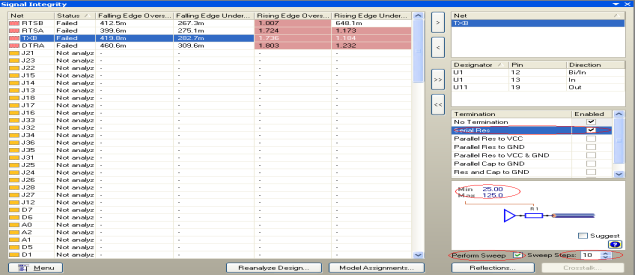 Signal Integrity
Net Status Falling Edge Overs... Falling Edge Under... Rising Edge Overs... Rising Edge Under...
RTSB Failed 412.5m 267.3m 1.807 648.1m
RTSA Failed 399.6m 275.1m 1.724 1.173
TXB Failed 419.8m 282.7m 1.736 1.184
DTRA Failed 460.6m 309.6m 1.803 1.232
J21 Not analyz - - - -
J23 Not analyz - - - -
J22 Not analyz - - - -
J15 Not analyz - - - -
J14 Not analyz - - - -
J13 Not analyz - - - -
J18 Not analyz - - - -
J17 Not analyz - - - -
J16 Not analyz - - - -
J33 Not analyz - - - -
J32 Not analyz - - - -
J34 Not analyz - - - -
J36 Not analyz - - - -
J35 Not analyz - - - -
J31 Not analyz - - - -
J25 Not analyz - - - -
J24 Not analyz - - - -
J26 Not analyz - - - -
J28 Not analyz - - - -
J27 Not analyz - - - -
J12 Not analyz - - - -
D7 Not analyz - - - -
D6 Not analyz - - - -
A0 Not analyz - - - -
A2 Not analyz - - - -
A1 Not analyz - - - -
D5 Not analyz - - - -
D1 Not analyz - - - -
Menu
Reanalyze Design...
Model Assignments...
>
<
>>
<<
Net
TXB
Designator Pin Direction
U1 12 Bi/In
U1 13 In
U11 19 Out
Termination Enabled
No Termination
Serial Res
Parallel Res to VCC
Parallel Res to GND
Parallel Res to VCC & GND
Parallel Cap to GND
Res and Cap to GND
Min 25.00
Max 125.0
R1
Suggest
?
Perform Sweep Sweep Steps 10
Reflections...
Crosstalk...